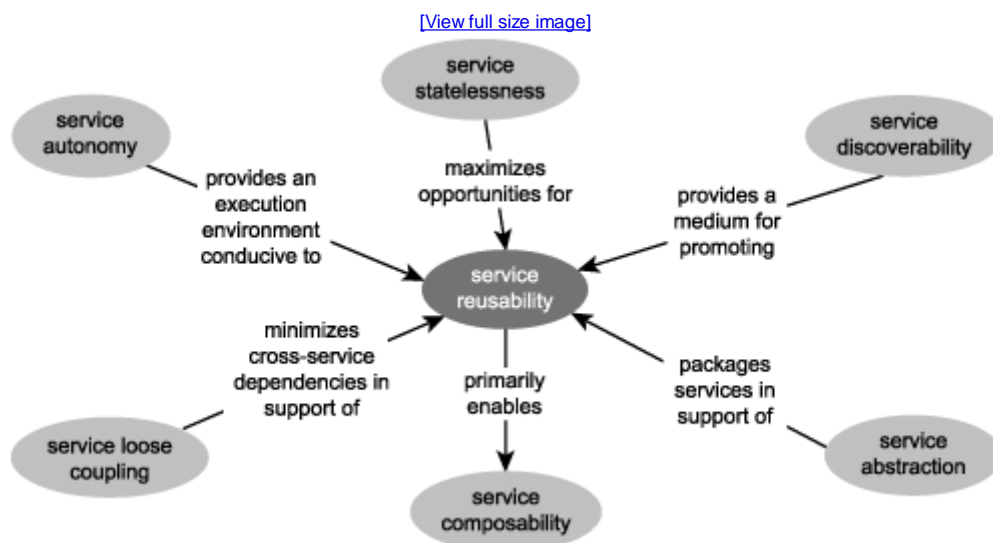 [View full size image]
service
statelessness
service
autonomy
service
discoverability
maximizes
opportunities for
provides an
execution
environment
conducive to
provides a
medium for
promoting
service
reusability
minimizes
cross-service
dependencies in
support of
primarily
enables
packages
services in
support of
service loose
coupling
service
abstraction
service
composability